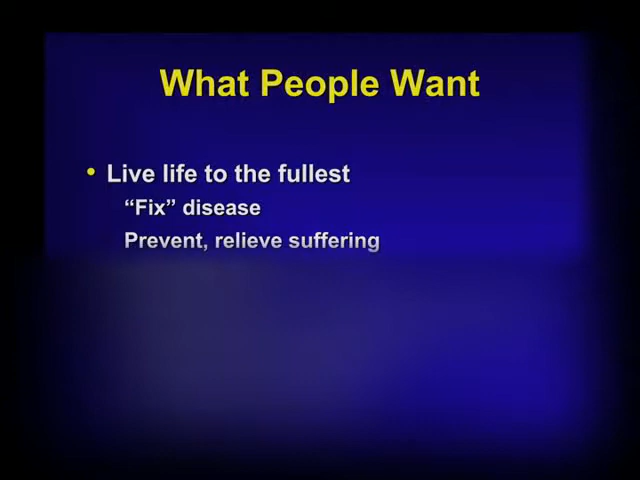 What People Want
• Live life to the fullest
“Fix” disease
Prevent, relieve suffering